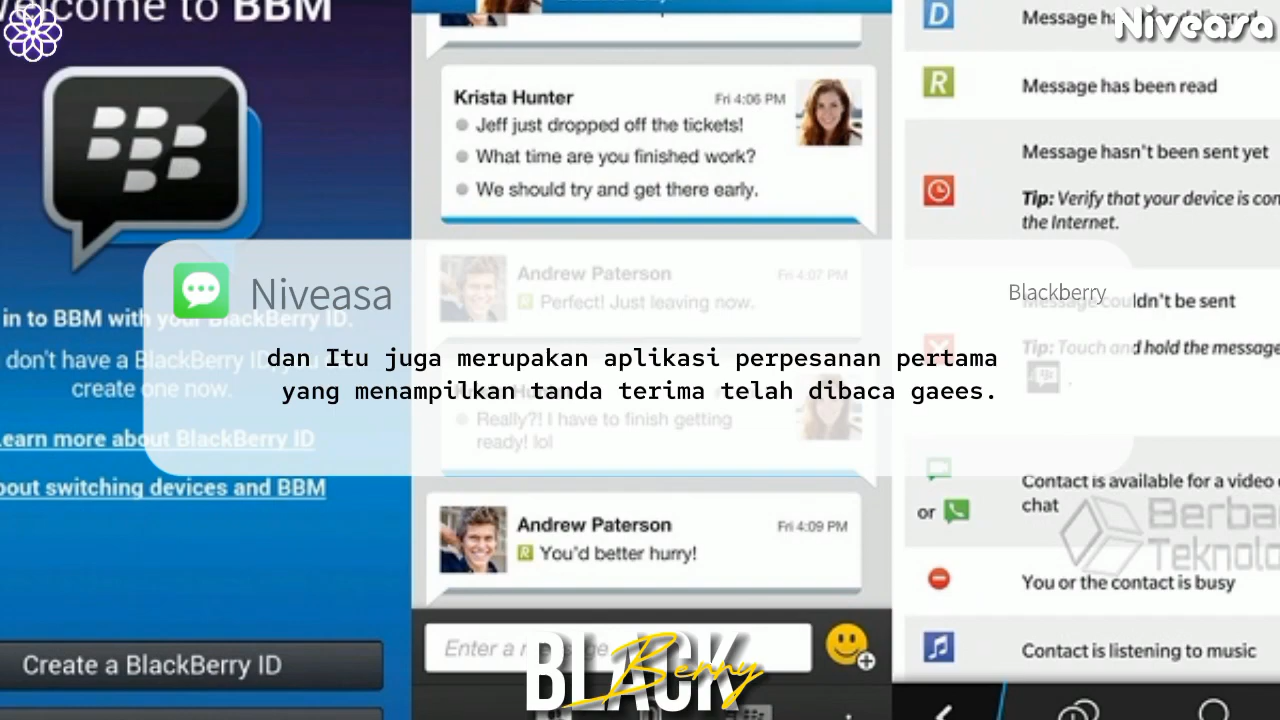 Welcome to BBM
in to BBM with your BlackBerry ID.
don't have a BlackBerry ID, you
create one now.
Learn more about BlackBerry ID
bout switching devices and BBM
Create a BlackBerry ID
Krista Hunter
Fri 4:06 PM
Jeff just dropped off the tickets!
What time are you finished work?
We should try and get there early.
Andrew Paterson
Fri 4:07 PM
R Perfect! Just leaving now.
Really?! I have to finish getting
ready! lol
Andrew Paterson
Fri 4:09 PM
R You'd better hurry!
Enter a message
D
R Message has been read
Message hasn't been sent yet
Tip: Verify that your device is con
the Internet.
Message couldn't be sent
Tip: Touch and hold the message
.
Contact is available for a video
or chat
You or the contact is busy
Contact is listening to music
Niveasa
Niveasa
Blackberry
dan Itu juga merupakan aplikasi perpesanan pertama
yang menampilkan tanda terima telah dibaca gaees.
Berba
Teknolo
BLACK
Berry